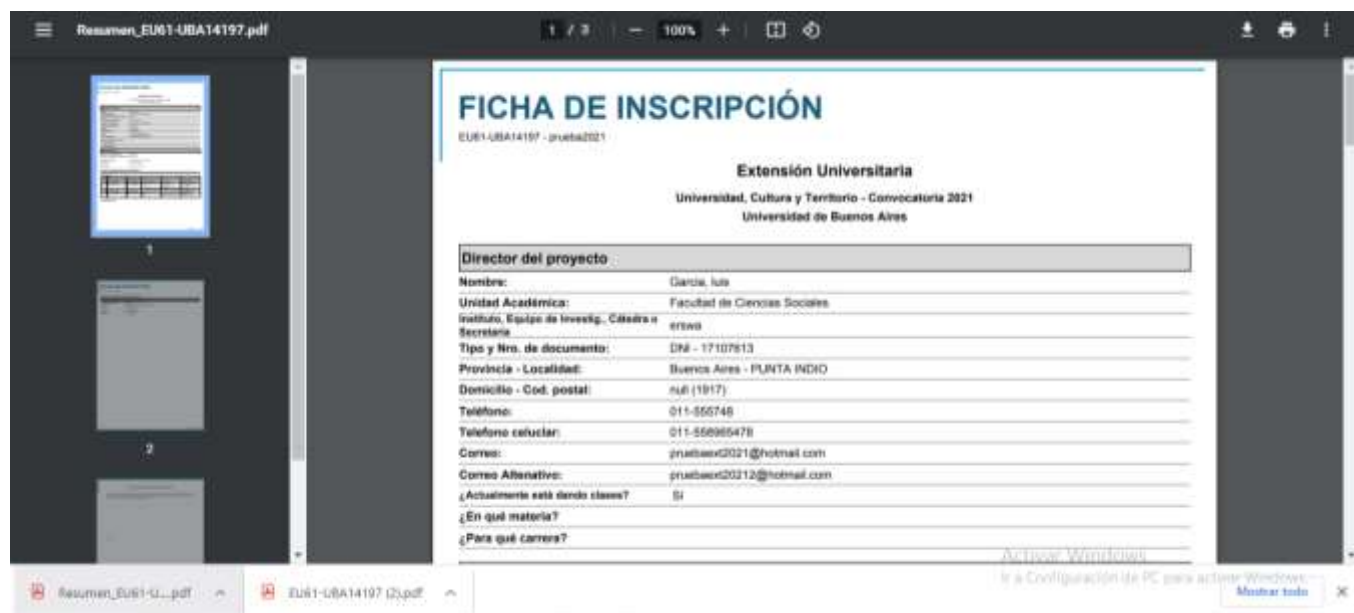 Resumen_EU61-UBA14197.pdf
1 / 3
100%
FICHA DE INSCRIPCIÓN
EU61-UBA14197 - prueba2021
Extensión Universitaria
Universidad, Cultura y Territorio - Convocatoria 2021
Universidad de Buenos Aires
Director del proyecto
Nombre: Garcia, luis
Unidad Académica: Facultad de Ciencias Sociales
Instituto, Equipo de Investig., Cátedra o
Secretaría
Tipo y Nro. de documento: DNI - 17107613
Provincia - Localidad: Buenos Aires - PUNTA INDIO
Domicilio - Cod. postal: null (1917)
Teléfono: 011-555748
Telefono celuclar: 011-558965478
Correo: pruebaext2021@hotmail.com
Correo Altenativo: pruebaext20212@hotmail.com
¿Actualmente está dando clases? Si
¿En qué materia?
¿Para qué carrera?
1
2
Activar Windows
Ir a Configuración de PC para activar Windows.
Resumen_EU61-U....pdf
EU61-UBA14197 (2).pdf
Mostrar todo